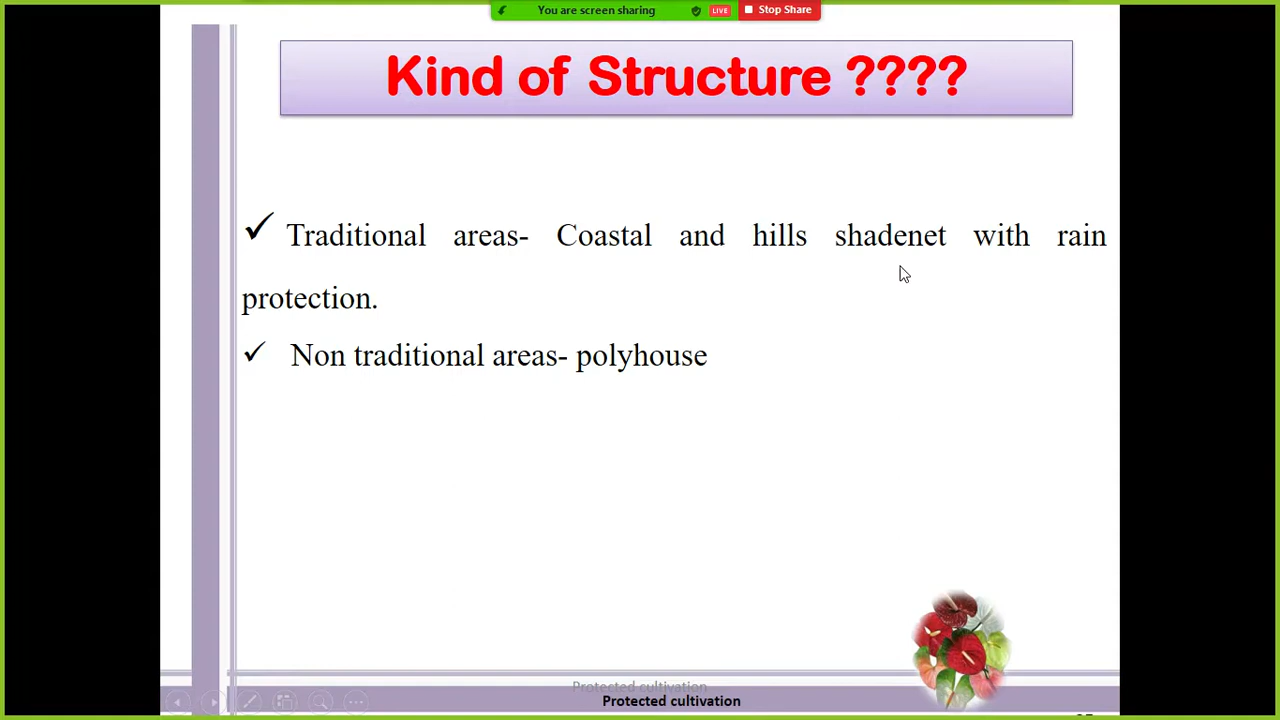 You are screen sharing
LIVE
Stop Share
Kind of Structure ????
Traditional areas- Coastal and hills shadenet with rain
protection.
Non traditional areas- polyhouse
Protected cultivation
Protected cultivation